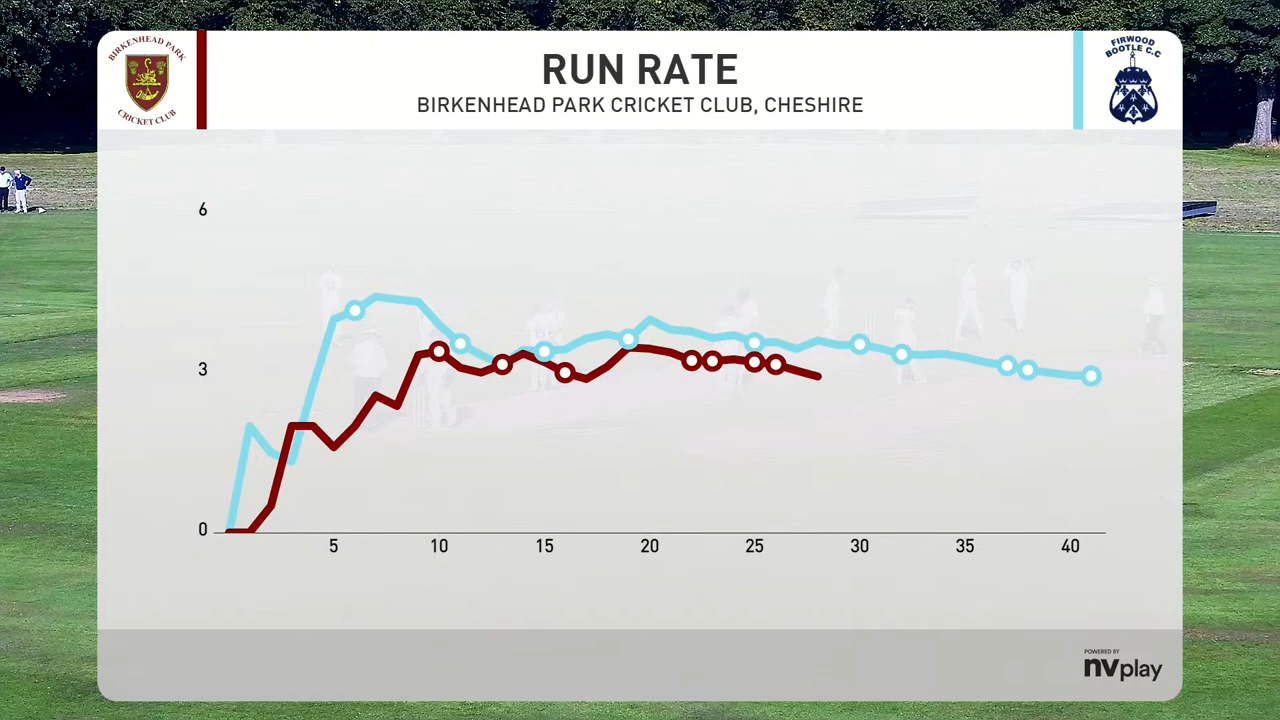 BIRKENHEAD PARK
CRICKET CLUB
RUN RATE
BIRKENHEAD PARK CRICKET CLUB, CHESHIRE
FIRWOOD
BOOTLE C.C
6
3
0
5 10 15 20 25 30 35 40
POWERED BY
nvplay